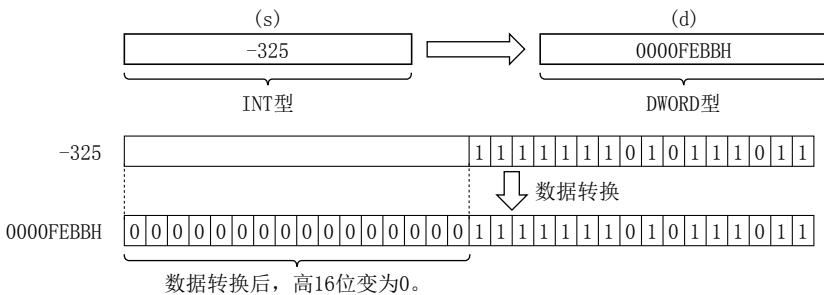 (s) (d)
-325 0000FEBBH
INT型 DWORD型
-325 1 1 1 1 1 1 1 0 1 0 1 1 1 0 1 1
数据转换
0000FEBBH 0 0 0 0 0 0 0 0 0 0 0 0 0 0 0 0 1 1 1 1 1 1 1 0 1 0 1 1 1 0 1 1
数据转换后，高16位变为0。